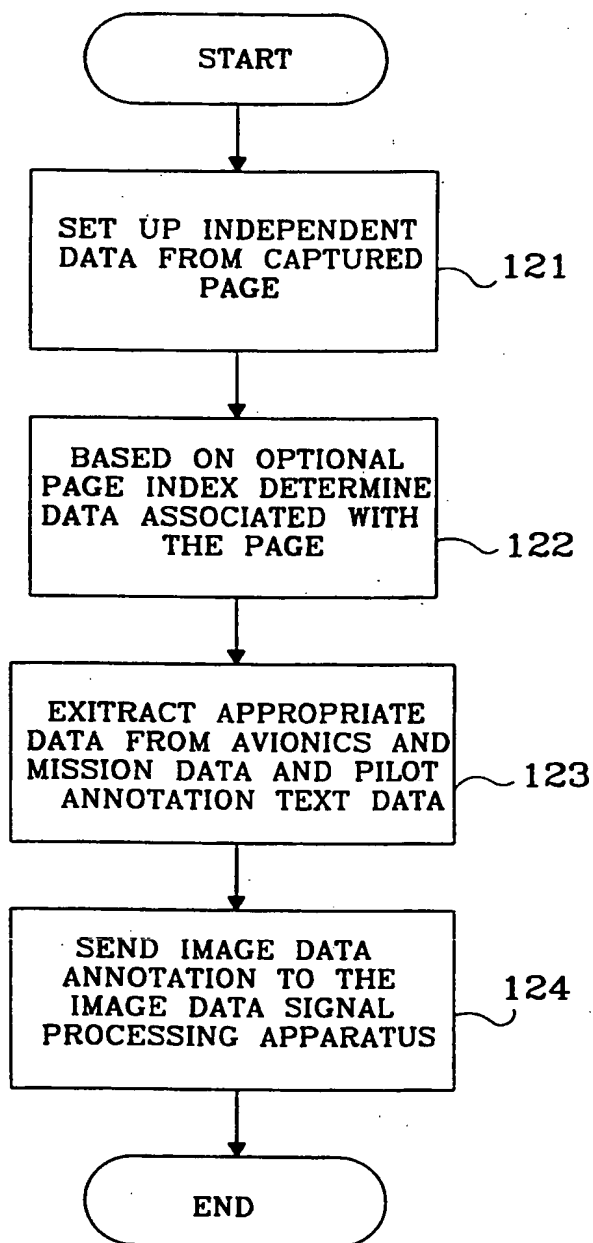 START
SET UP INDEPENDENT
DATA FROM CAPTURED
PAGE
121
BASED ON OPTIONAL
PAGE INDEX DETERMINE
DATA ASSOCIATED WITH
THE PAGE
122
EXITRACT APPROPRIATE
DATA FROM AVIONICS AND
MISSION DATA AND PILOT
ANNOTATION TEXT DATA
123
SEND IMAGE DATA
ANNOTATION TO THE
IMAGE DATA SIGNAL
PROCESSING APPARATUS
124
END